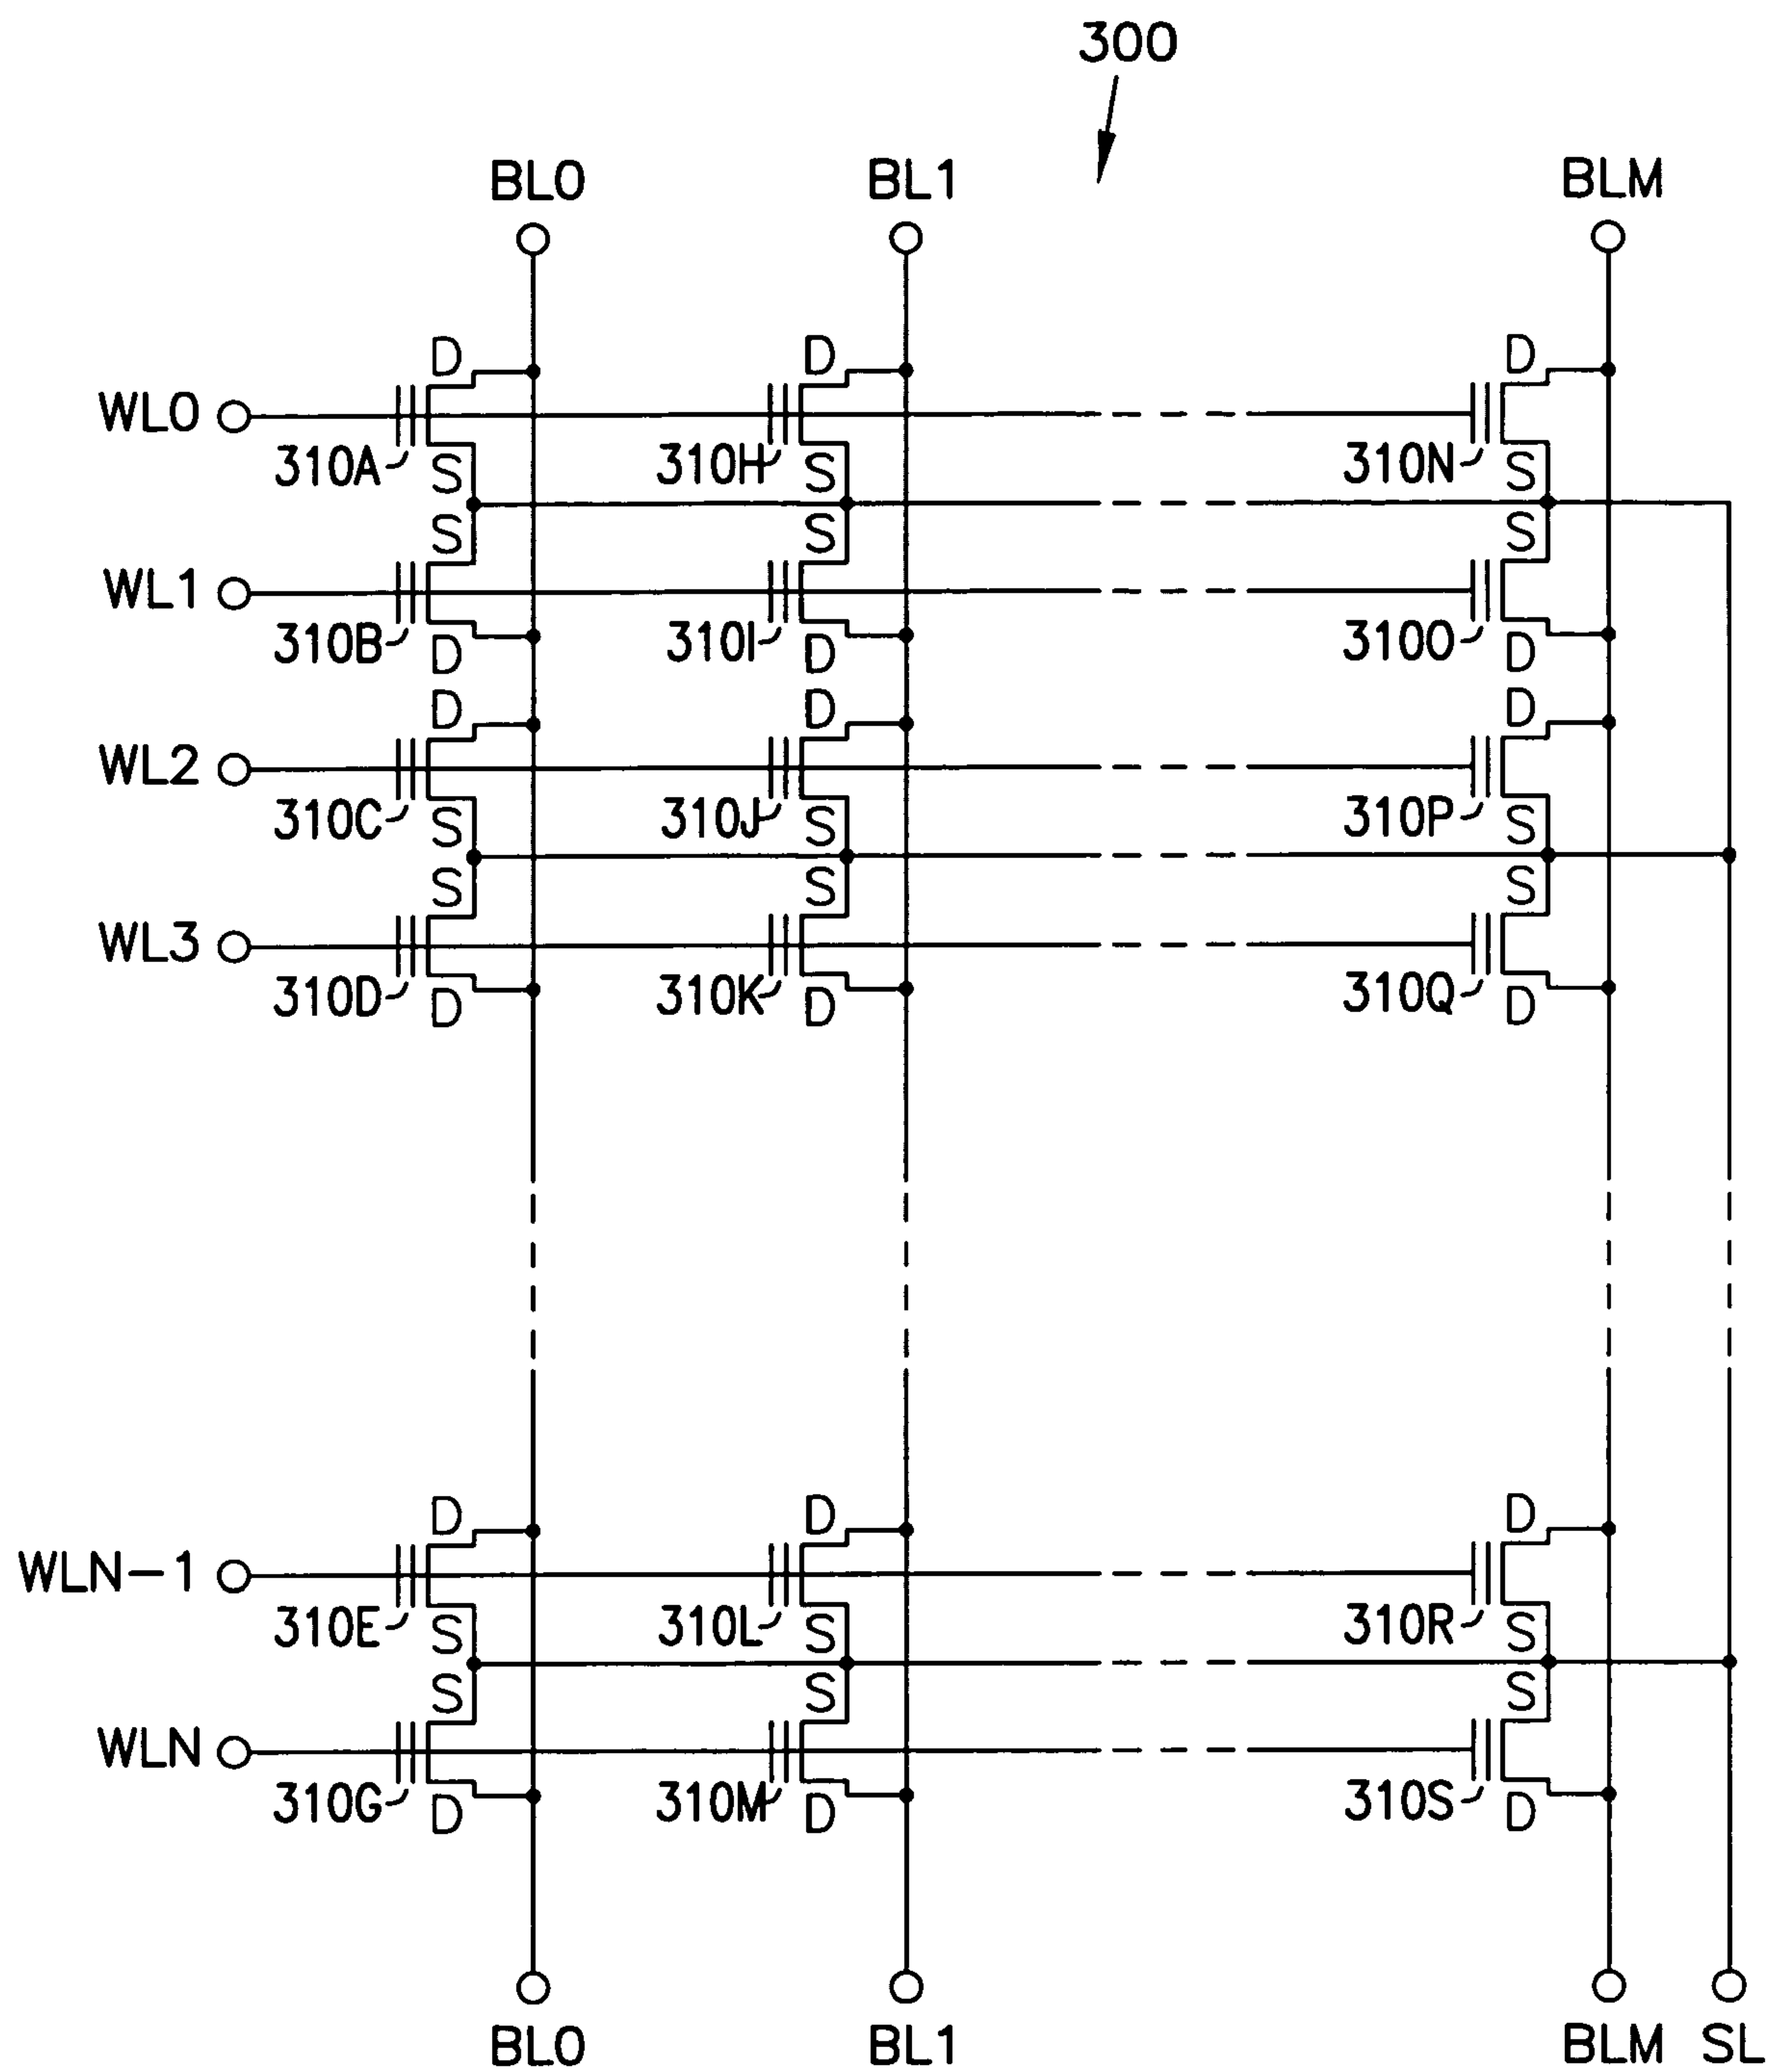 300
BL0 BL1 BLM
D D D
WL0
310A S 310H S 310N S
S S S
WL1
310B D 310I D 310O D
D D D
WL2
310C S 310J S 310P S
S S S
WL3
310D D 310K D 310Q D
D D D
WLN-1
310E S 310L S 310R S
S S S
WLN
310G D 310M D 310S D
BL0 BL1 BLM SL